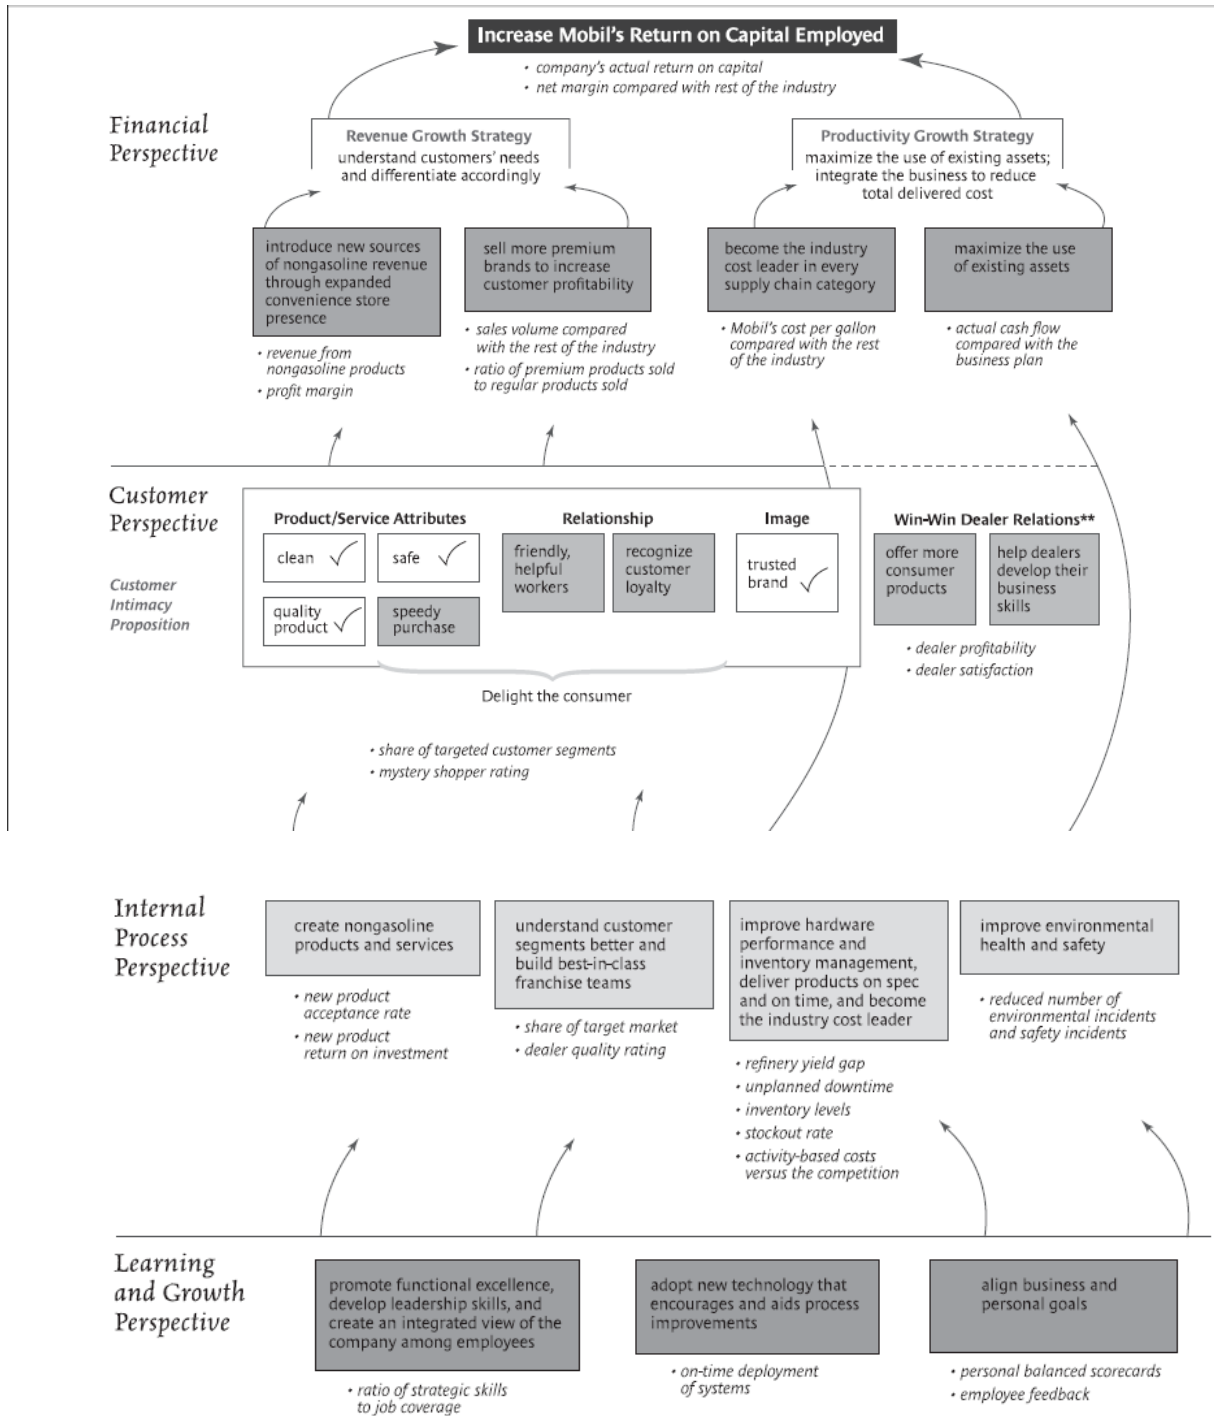 Increase Mobil's Return on Capital Employed
• company's actual return on capital
• net margin compared with rest of the industry
Financial
Perspective
Revenue Growth Strategy
understand customers' needs
and differentiate accordingly
Productivity Growth Strategy
maximize the use of existing assets;
integrate the business to reduce
total delivered cost
introduce new sources
of nongasoline revenue
through expanded
convenience store
presence
• revenue from
nongasoline products
• profit margin
sell more premium
brands to increase
customer profitability
• sales volume compared
with the rest of the industry
• ratio of premium products sold
to regular products sold
become the industry
cost leader in every
supply chain category
• Mobil's cost per gallon
compared with the rest
of the industry
maximize the use
of existing assets
• actual cash flow
compared with the
business plan
Customer
Perspective
Customer
Intimacy
Proposition
Product/Service Attributes
clean
safe
quality
product
speedy
purchase
Relationship
friendly,
helpful
workers
recognize
customer
loyalty
Image
trusted
brand
Win-Win Dealer Relations**
offer more
consumer
products
help dealers
develop their
business
skills
• dealer profitability
• dealer satisfaction
Delight the consumer
• share of targeted customer segments
• mystery shopper rating
Internal
Process
Perspective
create nongasoline
products and services
• new product
acceptance rate
• new product
return on investment
understand customer
segments better and
build best-in-class
franchise teams
• share of target market
• dealer quality rating
improve hardware
performance and
inventory management,
deliver products on spec
and on time, and become
the industry cost leader
• refinery yield gap
• unplanned downtime
• inventory levels
• stockout rate
• activity-based costs
versus the competition
improve environmental
health and safety
• reduced number of
environmental incidents
and safety incidents
Learning
and Growth
Perspective
promote functional excellence,
develop leadership skills, and
create an integrated view of the
company among employees
• ratio of strategic skills
to job coverage
adopt new technology that
encourages and aids process
improvements
• on-time deployment
of systems
align business and
personal goals
• personal balanced scorecards
• employee feedback